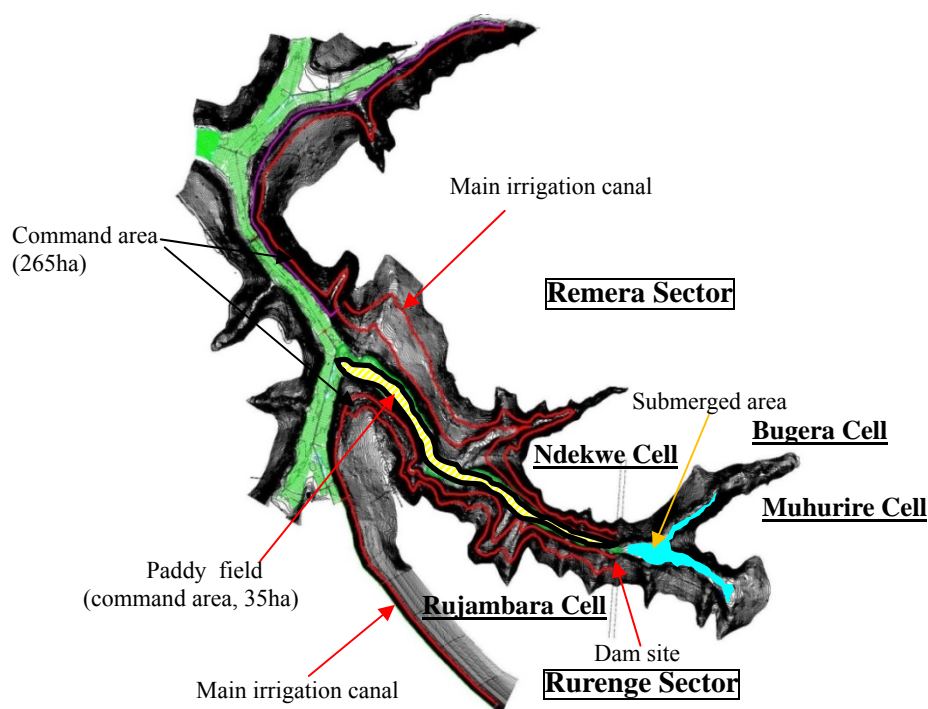 Main irrigation canal
Command area
(265ha)
Remera Sector
Submerged area
Bugera Cell
Ndekwe Cell
Muhurire Cell
Paddy field
(command area, 35ha)
Rujambara Cell
Dam site
Main irrigation canal
Rurenge Sector